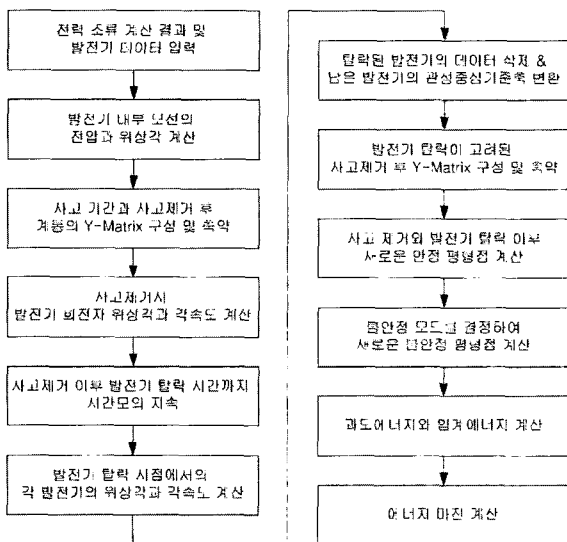 전력 조류 계산 결과 및
발전기 데이터 입력
발전기 내부 모선의
전압과 위상각 계산
사고 기간과 사고제거 후
계통의 Y-Matrix 구성 및 축약
사고제거시
발전기 회전자 위상각과 각속도 계산
사고제거 이후 발전기 탈락 시간까지
시간모의 지속
발전기 탈락 시점에서의
각 발전기의 위상각과 각속도 계산
탈락된 발전기의 데이터 삭제 &
남은 발전기의 관성중심기준축 변환
발전기 탈락이 고려된
사고제거 후 Y-Matrix 구성 및 축약
사고 제거와 발전기 탈락 이후
새로운 안정 평형점 계산
불안정 모드를 결정하여
새로운 불안정 평형점 계산
과도에너지와 임계에너지 계산
에너지 마진 계산